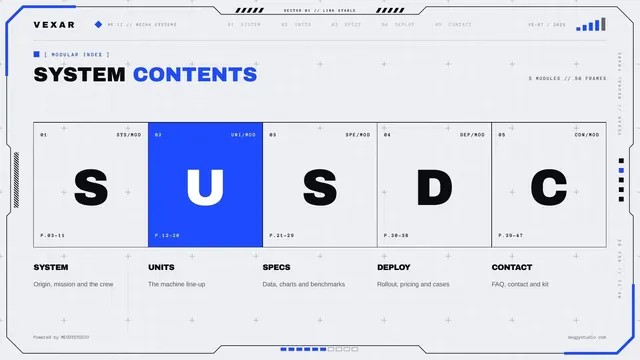 SECTOR 01 // LINK STABLE
VEXAR
MK.II // MECHA SYSTEMS
01 SYSTEM
02 UNITS
03 SPECS
04 DEPLOY
05 CONTACT
VX-07 / 2026
[ MODULAR INDEX ]
SYSTEM CONTENTS
5 MODULES // 50 FRAMES
01 SYS/MOD
S
P.03-11
02 UNI/MOD
U
P.12-20
03 SPE/MOD
S
P.21-29
04 DEP/MOD
D
P.30-38
05 CON/MOD
C
P.39-47
SYSTEM
Origin, mission and the crew
UNITS
The machine line-up
SPECS
Data, charts and benchmarks
DEPLOY
Rollout, pricing and cases
CONTACT
FAQ, contact and kit
Powered by MEGGYSTUDIO
meggystudio.com